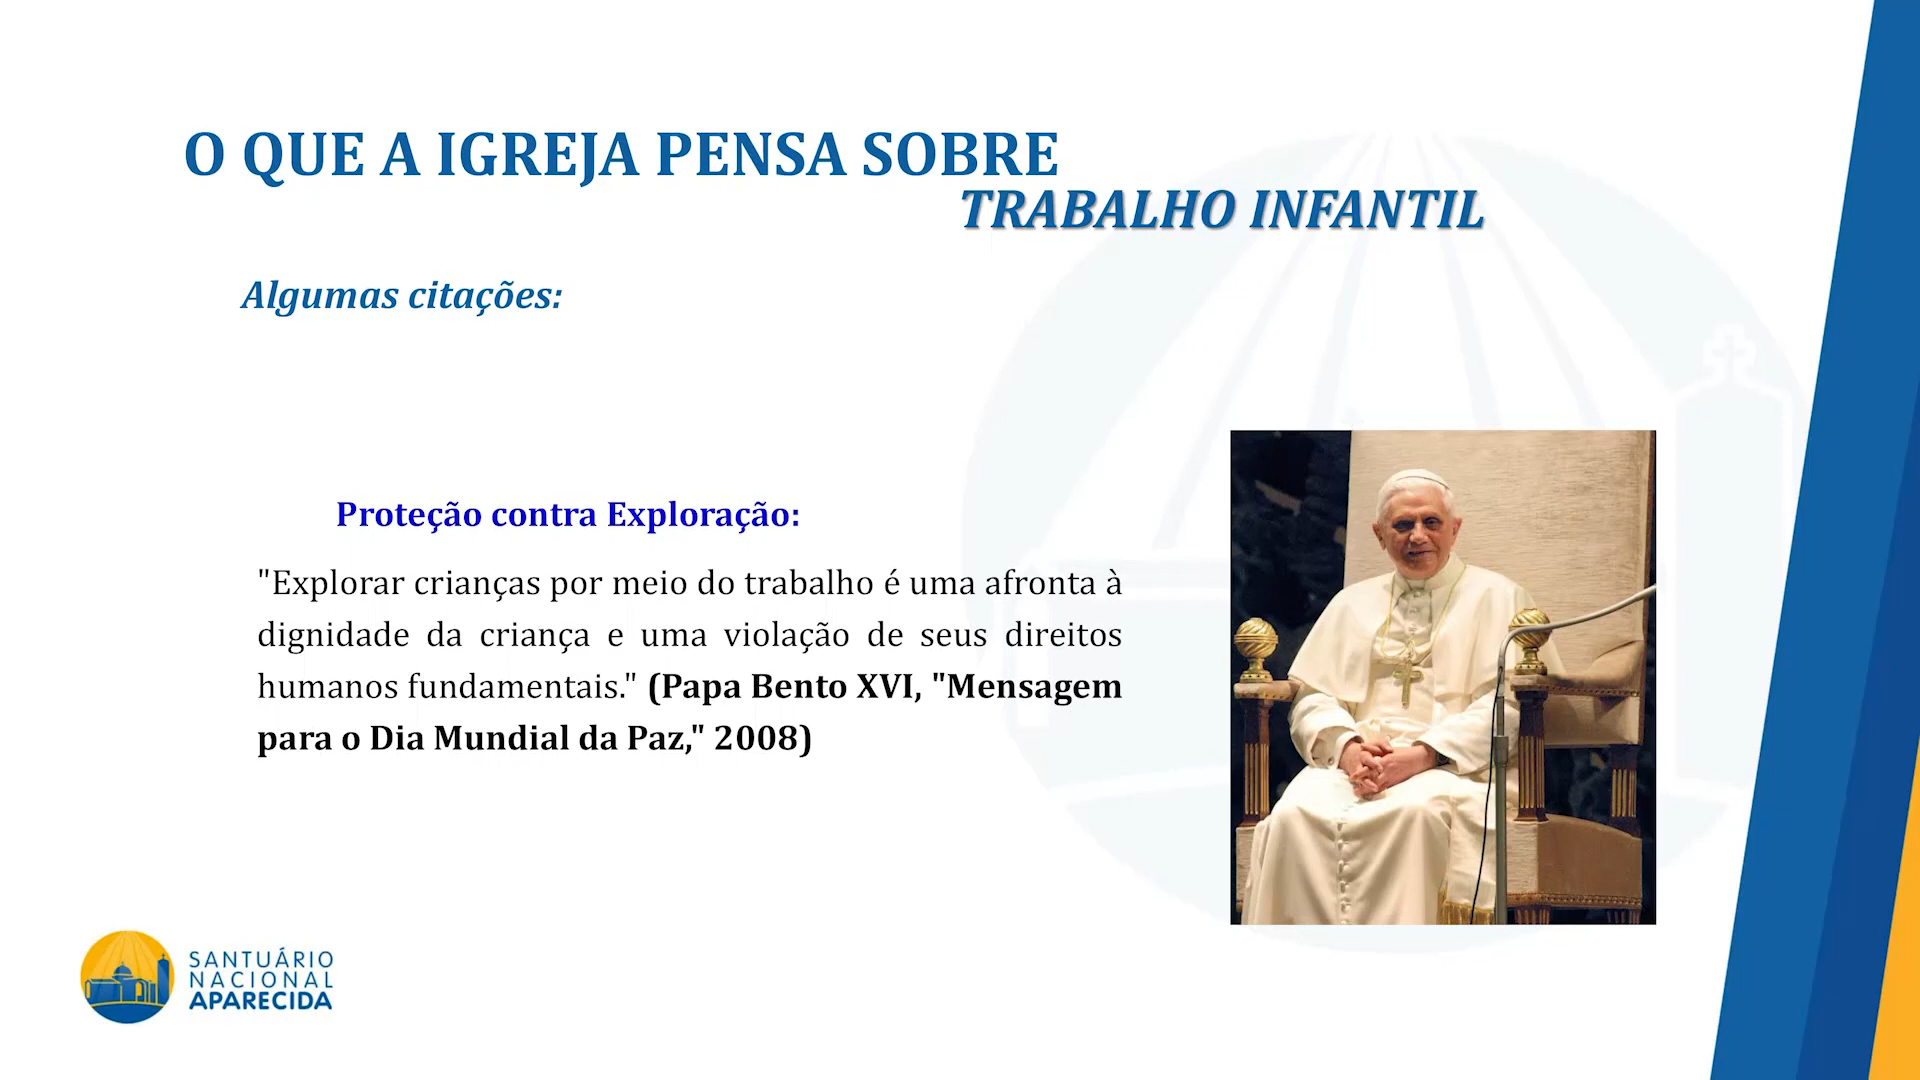 O QUE A IGREJA PENSA SOBRE
TRABALHO INFANTIL
Algumas citações:
Proteção contra Exploração:
"Explorar crianças por meio do trabalho é uma afronta à
dignidade da criança e uma violação de seus direitos
humanos fundamentais." (Papa Bento XVI, "Mensagem
para o Dia Mundial da Paz," 2008)
SANTUÁRIO
NACIONAL
APARECIDA